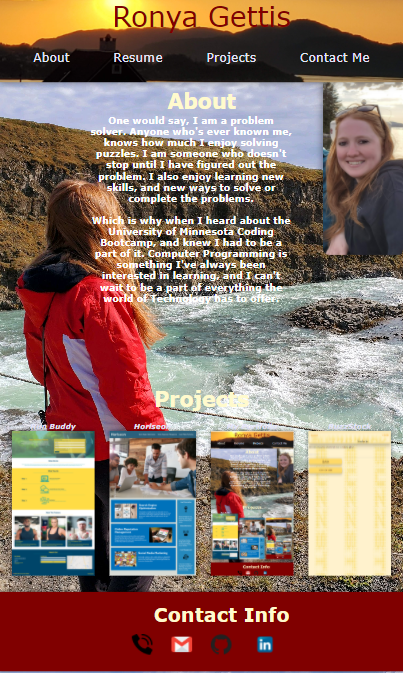 Ronya Gettis
About Resume Projects Contact Me
About
One would say, I am a problem
solver. Anyone who's ever known me,
knows how much I enjoy solving
puzzles. I am someone who doesn't
stop until I have figured out the
problem. I also enjoy learning new
skills, and new ways to solve or
complete the problems.
Which is why when I heard about the
University of Minnesota Coding
Bootcamp, and knew I had to be a
part of it. Computer Programming is
something I've always been
interested in learning, and I can't
wait to be a part of everything the
world of Technology has to offer.
Projects
Buddy
Ronya Gettis
Contact Info
Contact Info